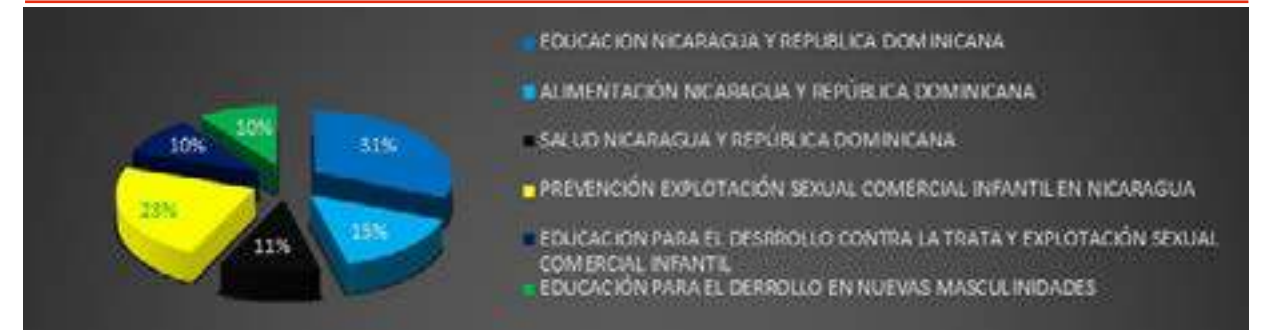 10%
10%
31%
23%
15%
11%
EDUCACION NICARAGUA Y REPUBLICA DOMINICANA
ALIMENTACIÓN NICARAGUA Y REPÚBLICA DOMINICANA
SALUD NICARAGUA Y REPÚBLICA DOMINICANA
PREVENCIÓN EXPLOTACIÓN SEXUAL COMERCIAL INFANTIL EN NICARAGUA
EDUCACION PARA EL DESRROLLO CONTRA LA TRATA Y EXPLOTACIÓN SEXUAL
COMERCIAL INFANTIL
EDUCACIÓN PARA EL DERROLLO EN NUEVAS MASCULINIDADES